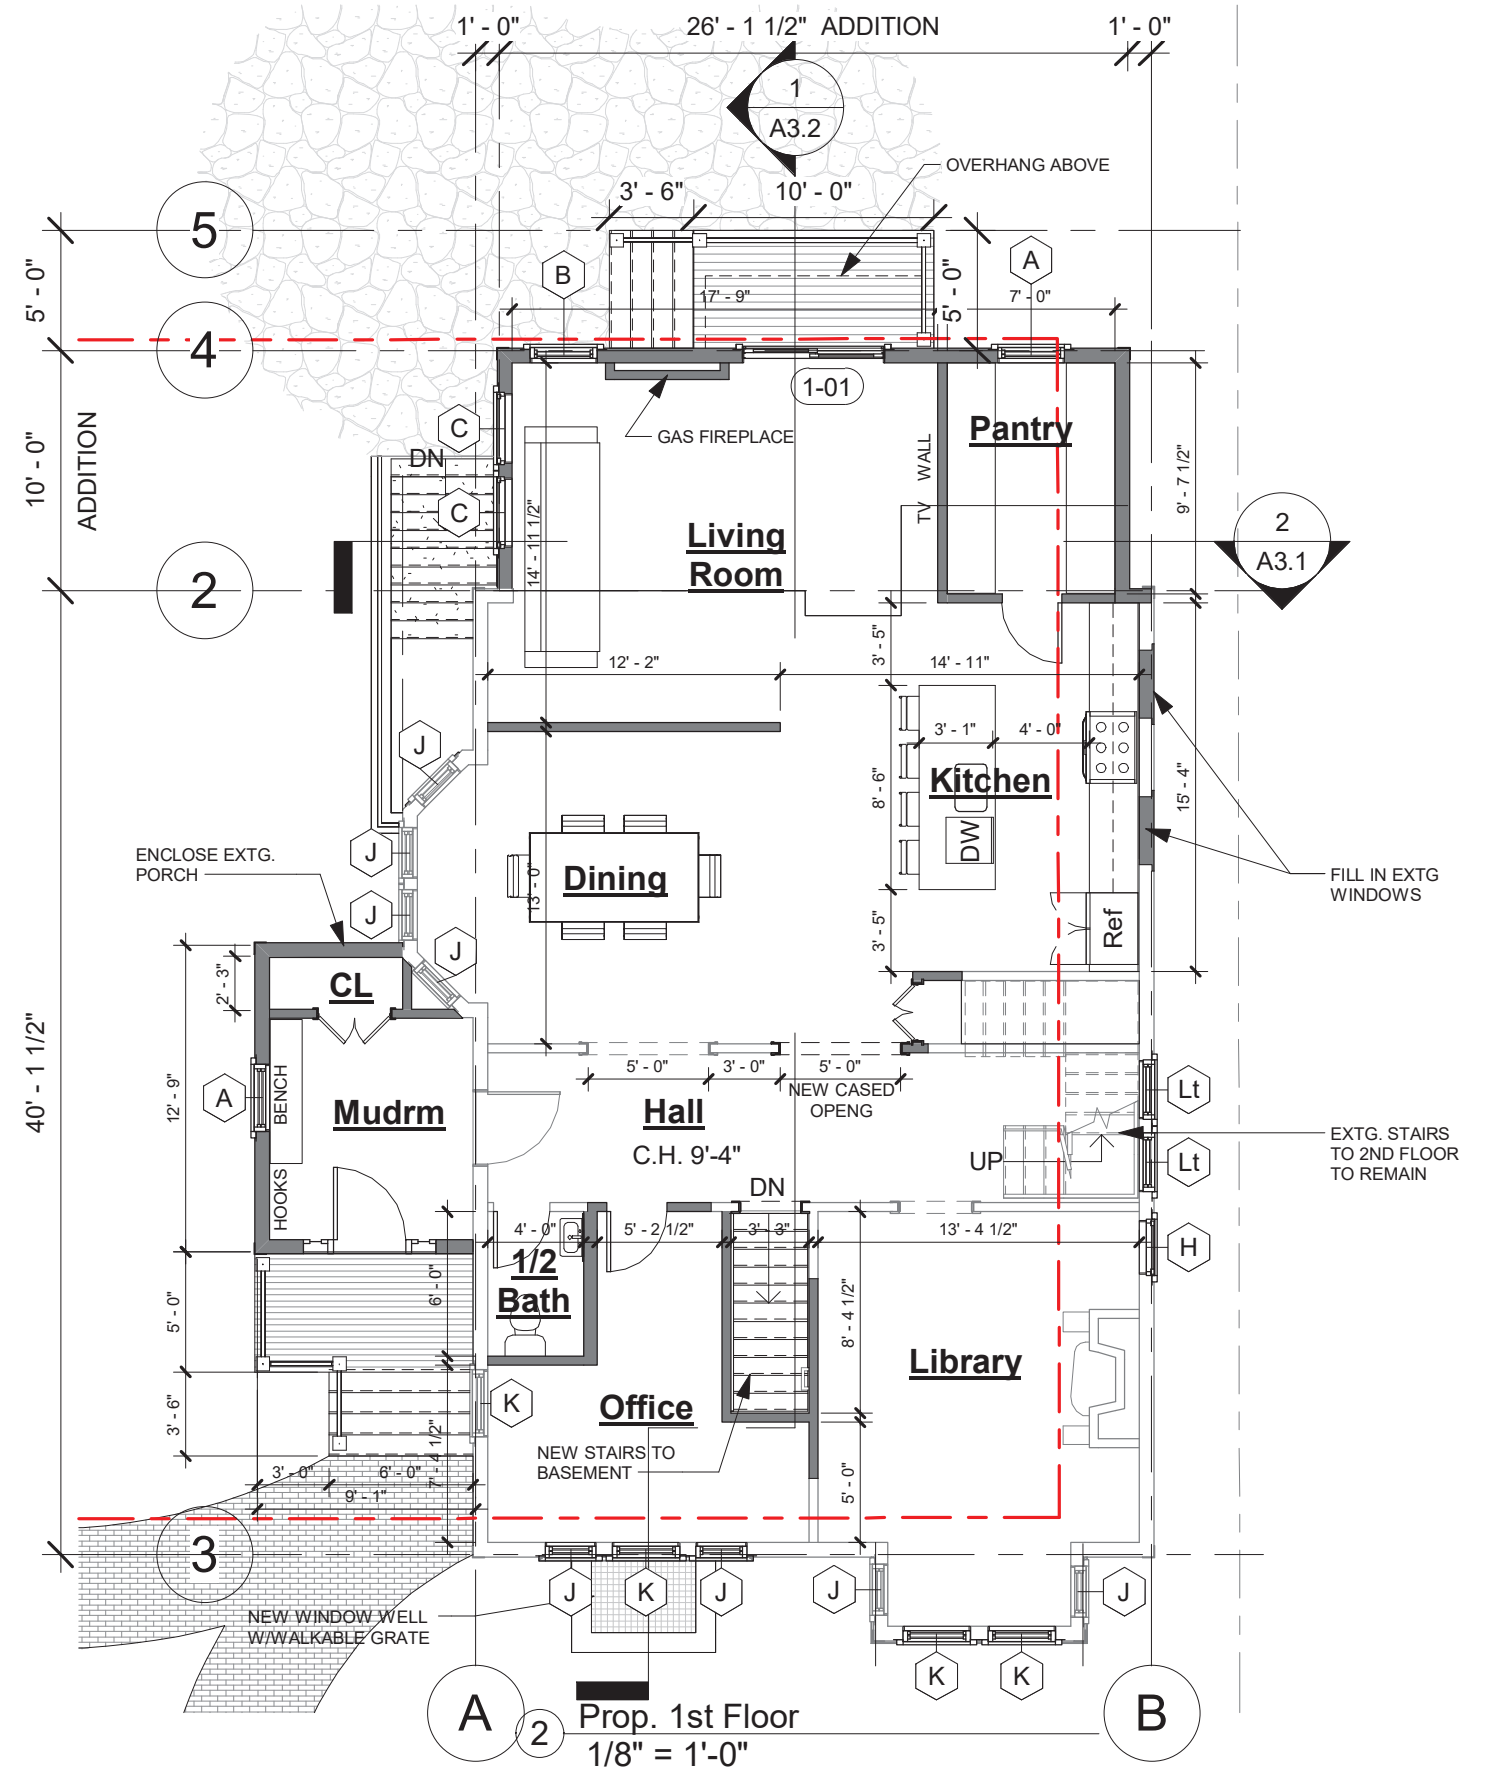 1' - 0"
26' - 1 1/2" ADDITION
1' - 0"
1
A3.2
OVERHANG ABOVE
3' - 6"
10' - 0"
5
5' - 0"
B
A
17' - 9"
7' - 0"
5' - 0"
4
1-01
C
GAS FIREPLACE
Pantry
10' - 0"
ADDITION
DN
TV WALL
9' - 7 1/2"
C
14' - 11 1/2"
Living
Room
2
A3.1
2
3' - 5"
12' - 2"
14' - 11"
J
3' - 1"
4' - 0"
8' - 6"
Kitchen
15' - 4"
DW
ENCLOSE EXTG.
PORCH
J
Dining
13' - 0"
FILL IN EXTG
WINDOWS
J
Ref
3' - 5"
J
2' - 3"
CL
40' - 1 1/2"
12' - 9"
A
BENCH
Mudrm
5' - 0"
3' - 0"
5' - 0"
NEW CASED
OPENG
Hall
C.H. 9'-4"
Lt
EXTG. STAIRS
TO 2ND FLOOR
TO REMAIN
UP
Lt
HOOKS
DN
4' - 0"
5' - 2 1/2"
3' - 3"
13' - 4 1/2"
H
1/2
Bath
6' - 0"
5' - 0"
8' - 4 1/2"
Library
K
Office
3' - 6"
7' - 4 1/2"
NEW STAIRS TO
BASEMENT
3' - 0"
6' - 0"
9' - 1"
5' - 0"
3
J
K
J
J
J
NEW WINDOW WELL
W/WALKABLE GRATE
K
K
A
2
Prop. 1st Floor
1/8" = 1'-0"
B